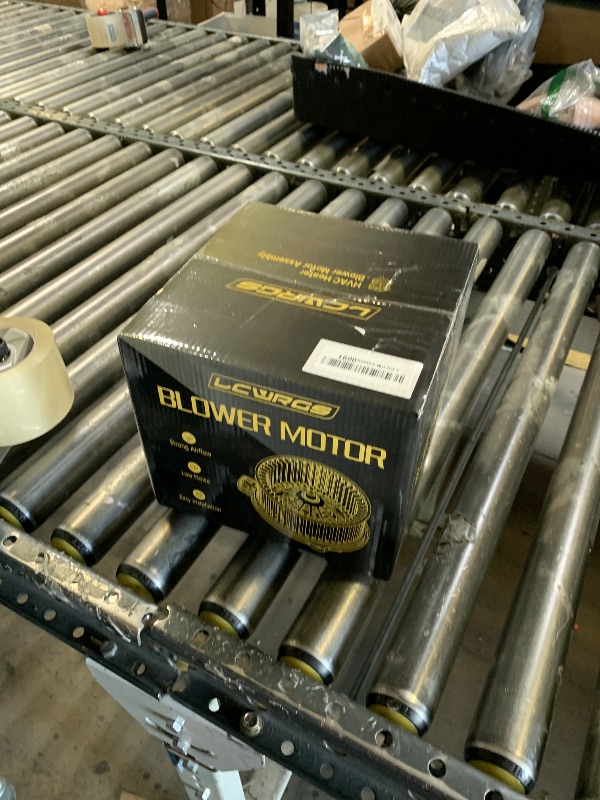 HVAC Heater
Blower Motor Assembly
LCWRGS
LCWRGS
BLOWER MOTOR
Strong Airflow
Low Noise
Easy Installation